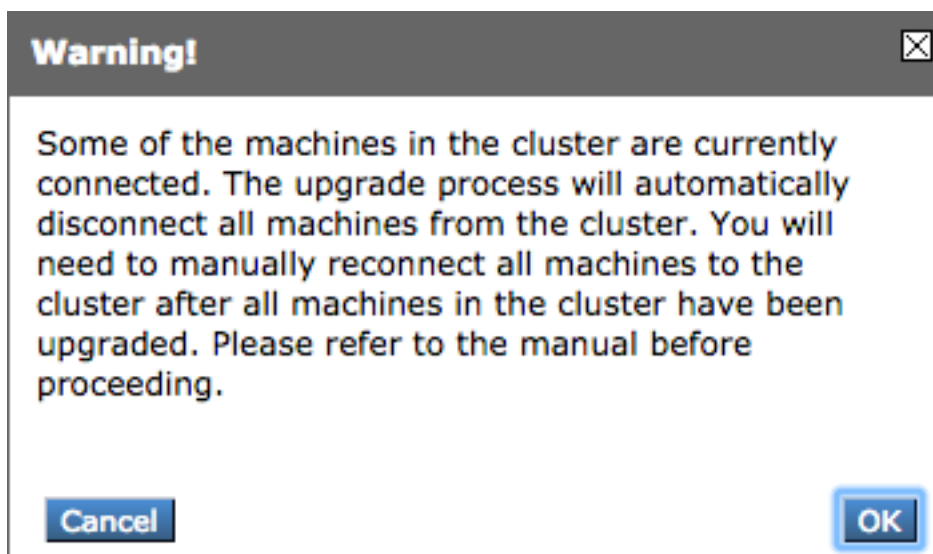 Warning!
Some of the machines in the cluster are currently
connected. The upgrade process will automatically
disconnect all machines from the cluster. You will
need to manually reconnect all machines to the
cluster after all machines in the cluster have been
upgraded. Please refer to the manual before
proceeding.
Cancel
OK